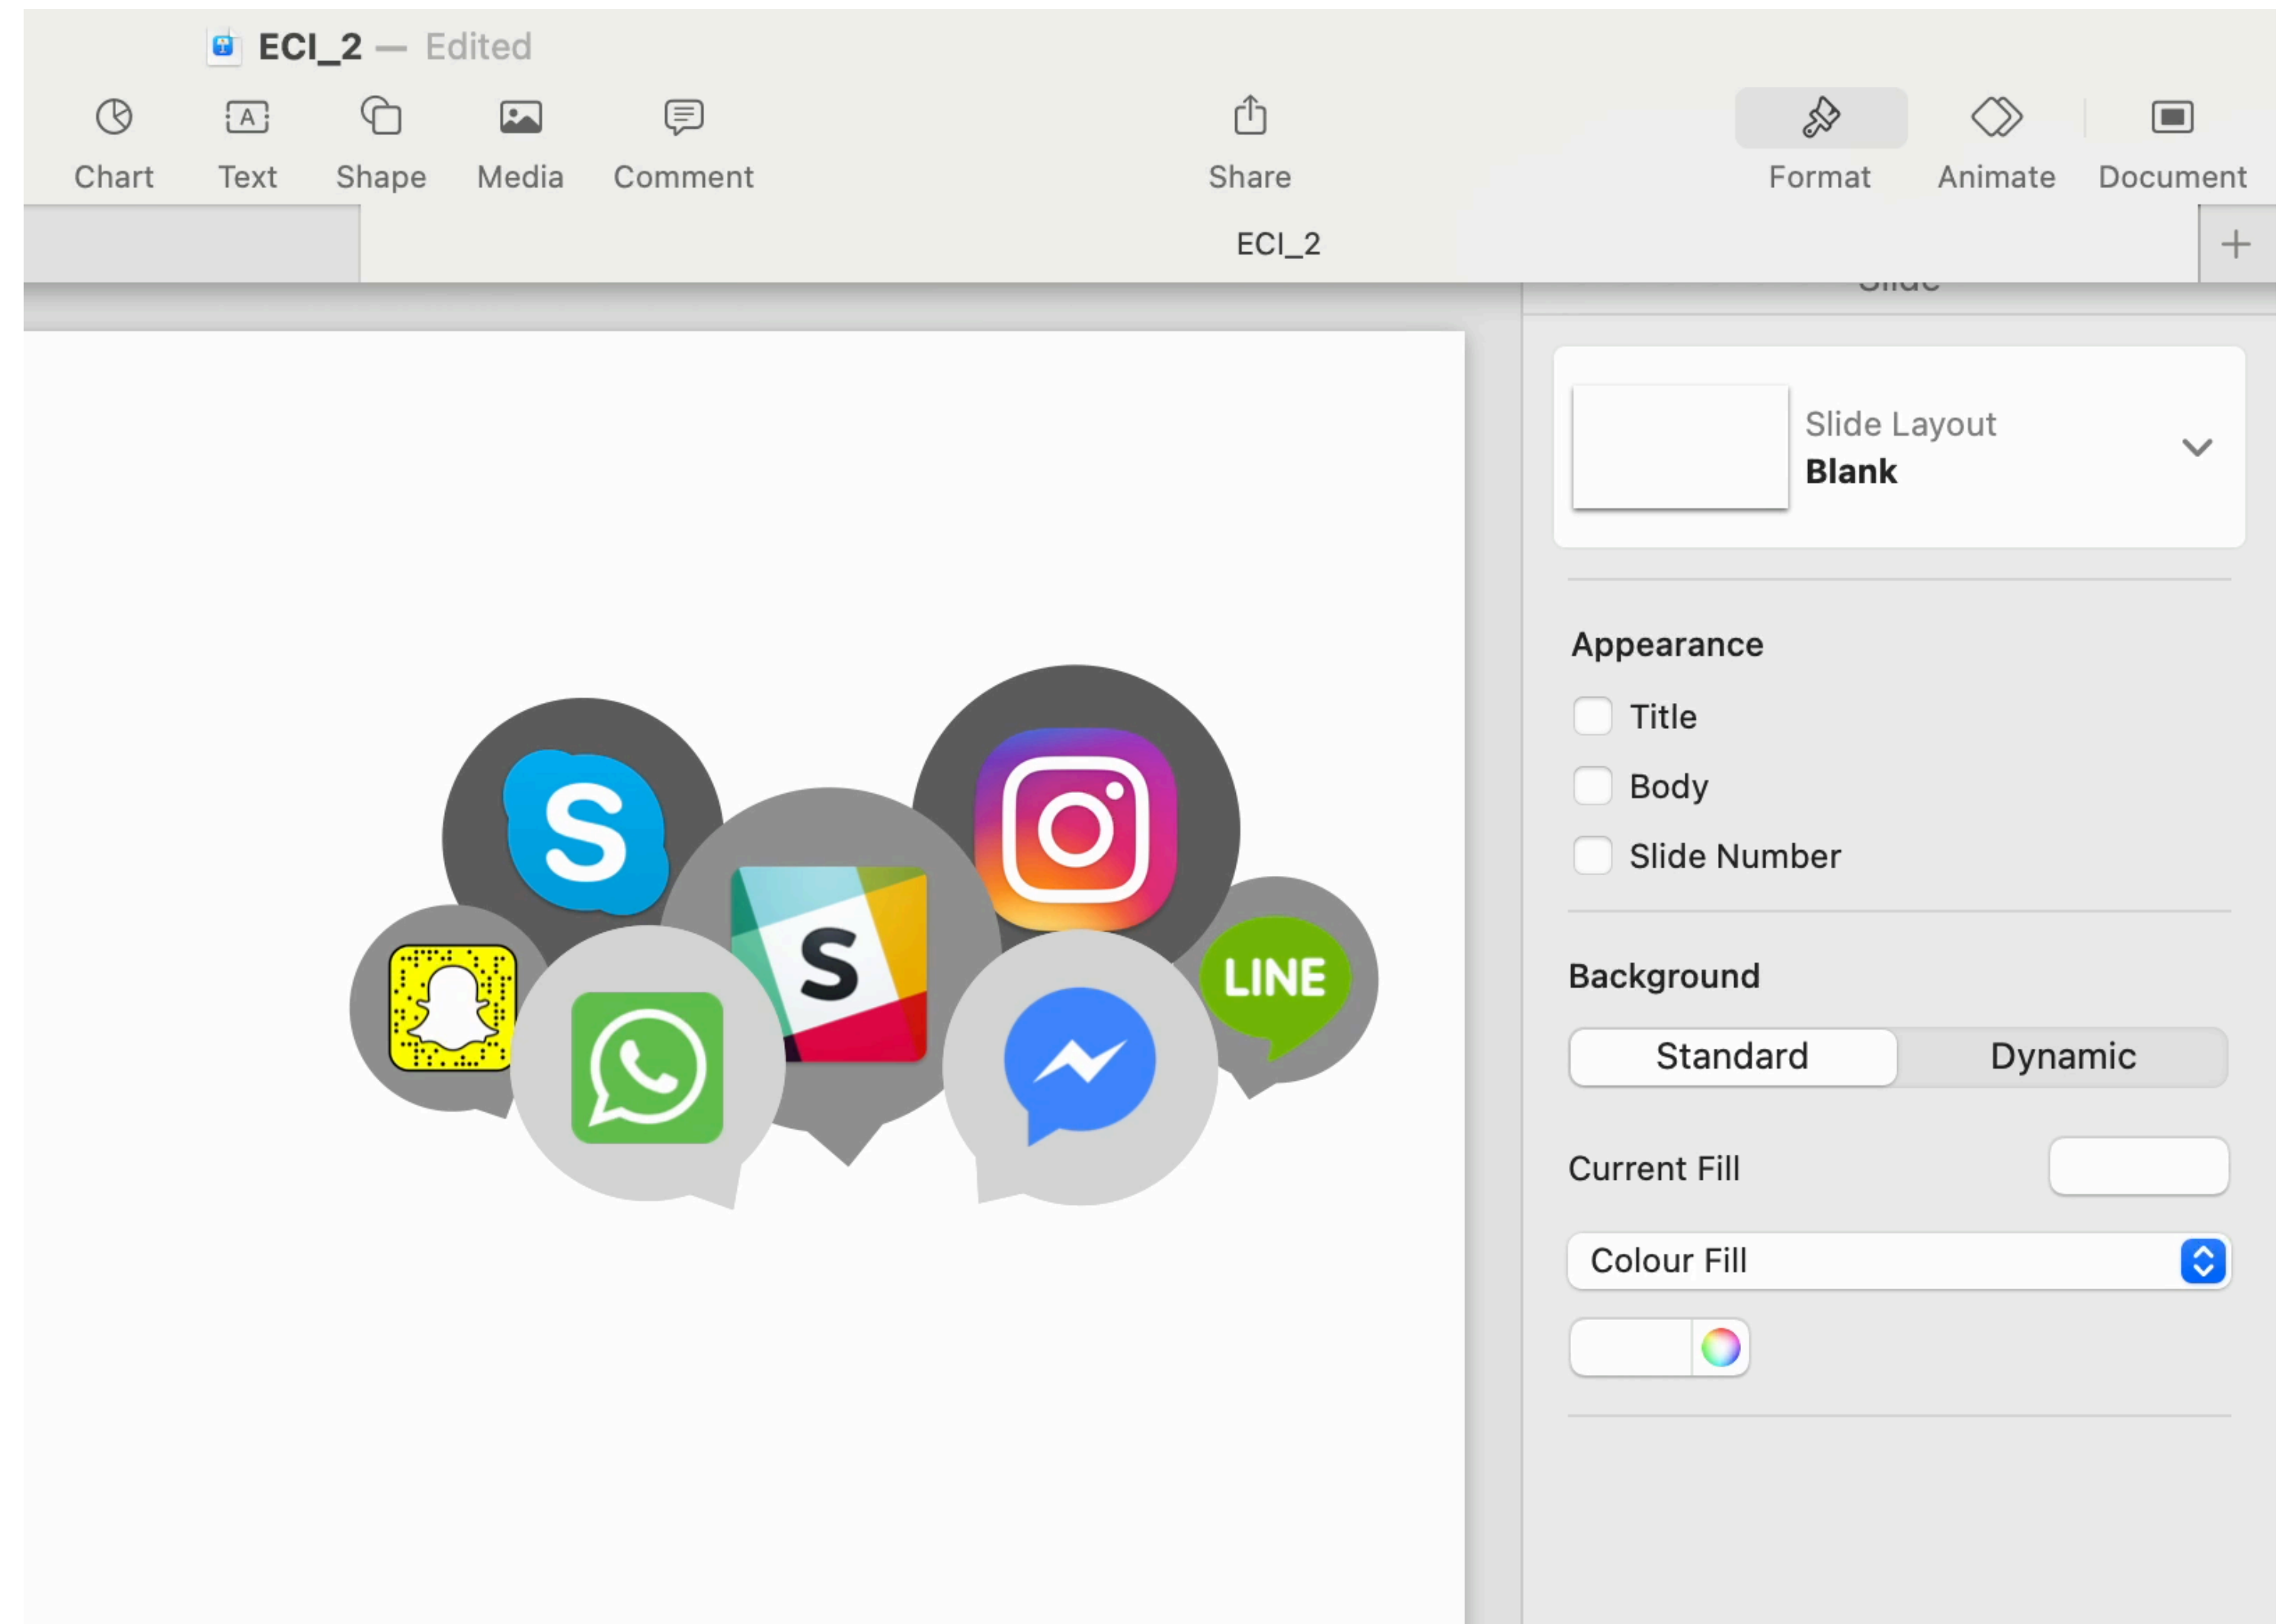 ECI_2 — Edited
Chart
Text
Shape
Media
Comment
Share
Format
Animate
Document
ECI_2
Slide
Slide Layout
Blank
Appearance
Title
Body
Slide Number
S
S
LINE
Background
Standard
Dynamic
Current Fill
Colour Fill